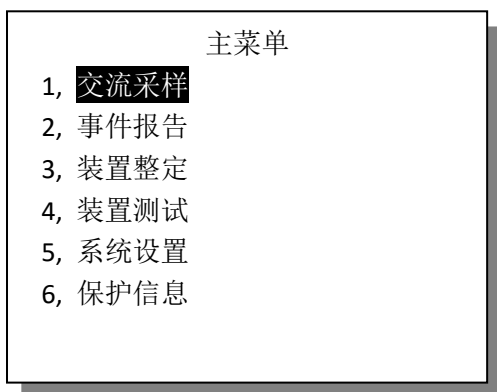 主菜单
1, 交流采样
2, 事件报告
3, 装置整定
4, 装置测试
5, 系统设置
6, 保护信息